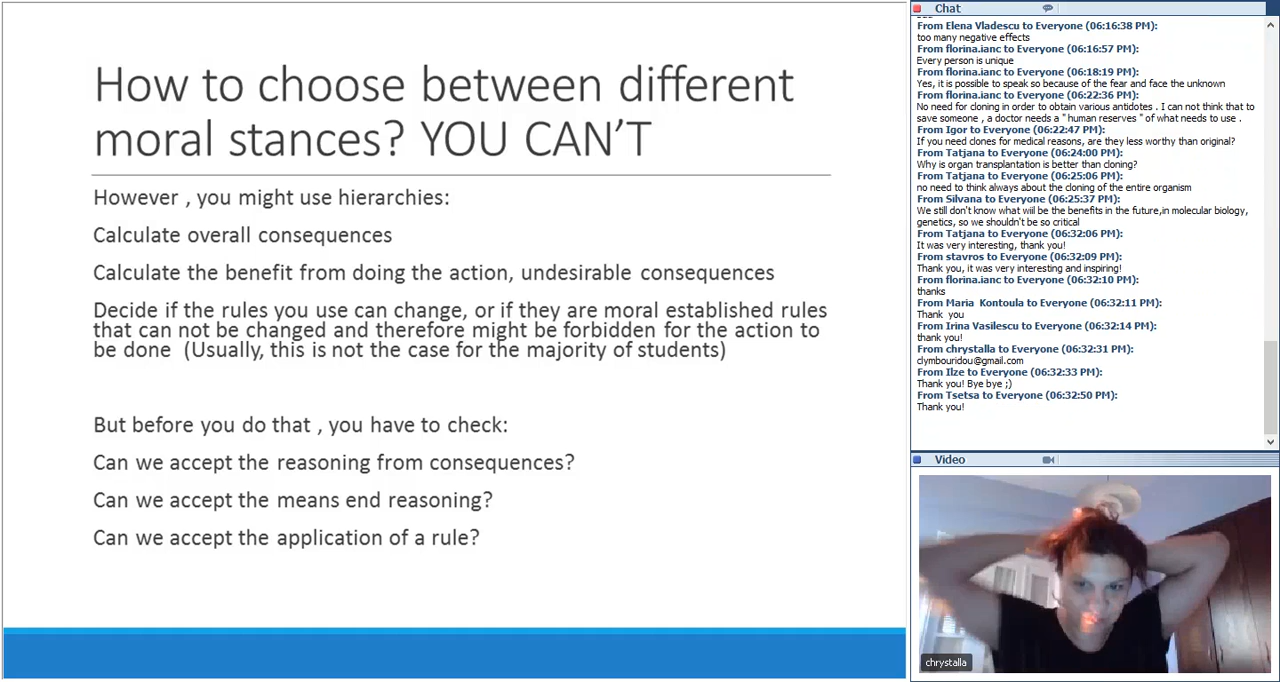 How to choose between different
moral stances? YOU CAN'T
However , you might use hierarchies:
Calculate overall consequences
Calculate the benefit from doing the action, undesirable consequences
Decide if the rules you use can change, or if they are moral established rules
that can not be changed and therefore might be forbidden for the action to
be done (Usually, this is not the case for the majority of students)
But before you do that , you have to check:
Can we accept the reasoning from consequences?
Can we accept the means end reasoning?
Can we accept the application of a rule?
Chat
From Elena Vladescu to Everyone (06:16:38 PM):
too many negative effects
From florina.ianc to Everyone (06:16:57 PM):
Every person is unique
From florina.ianc to Everyone (06:18:19 PM):
Yes, it is possible to speak so because of the fear and face the unknown
From florina.ianc to Everyone (06:22:36 PM):
No need for cloning in order to obtain various antidotes . I can not think that to
save someone , a doctor needs a " human reserves " of what needs to use .
From Igor to Everyone (06:22:47 PM):
If you need clones for medical reasons, are they less worthy than original?
From Tatjana to Everyone (06:24:00 PM):
Why is organ transplantation is better than cloning?
From Tatjana to Everyone (06:25:06 PM):
no need to think always about the cloning of the entire organism
From Silvana to Everyone (06:25:37 PM):
We still don't know what wiil be the benefits in the future,in molecular biology,
genetics, so we shouldn't be so critical
From Tatjana to Everyone (06:32:06 PM):
It was very interesting, thank you!
From stavros to Everyone (06:32:09 PM):
Thank you, it was very interesting and inspiring!
From florina.ianc to Everyone (06:32:10 PM):
thanks
From Maria Kontoula to Everyone (06:32:11 PM):
Thank you
From Irina Vasilescu to Everyone (06:32:14 PM):
thank you!
From chrystalla to Everyone (06:32:31 PM):
clymbouridou@gmail.com
From Ilze to Everyone (06:32:33 PM):
Thank you! Bye bye ;)
From Tsetsa to Everyone (06:32:50 PM):
Thank you!
Video
chrystalla